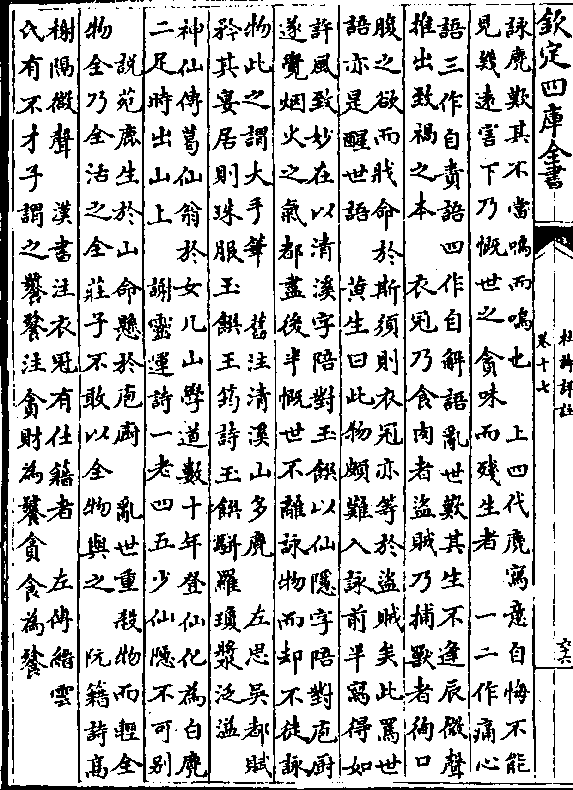 欽定四庫全書
杜詩詳註
卷十七
詠麂歎其不當鳴而鳴也 上四代麂寫意自悔不能
見幾遠害下乃慨世之貪味而殘生者 一二作痛心
語三作自責語四作自解語亂世歎其生不逢辰微聲
推出致禍之本 衣冠乃食肉者盜賊乃捕獸者徇口
腹之欲而戕命於斯須則衣冠亦等於盜賊矣此罵世
語亦是醒世語 黄生曰此物頗難入詠前半寫得如
許風致妙在以清溪字陪對玉饌以仙隱字陪對庖厨
遂覺烟火之氣都盡後半慨世不離詠物而却不徒詠
物此之謂大手筆 舊注清溪山多麂 左思吳都賦
矜其宴居則珠服玉饌王筠詩玉饌駢羅瓊漿泛溢
神仙傳葛仙翁於女几山學道數十年登仙化為白麂
二足時出山上 謝靈運詩一老四五少仙隱不可别
說苑鹿生於山命懸於庖廚 亂世重殺物而輕全
物全乃全活之全莊子不敢以全物與之 阮籍詩高
榭隔微聲 漢書注衣冠有仕籍者 左傳縉雲
氏有不才子謂之饕餮注貪財為饕貪食為餮